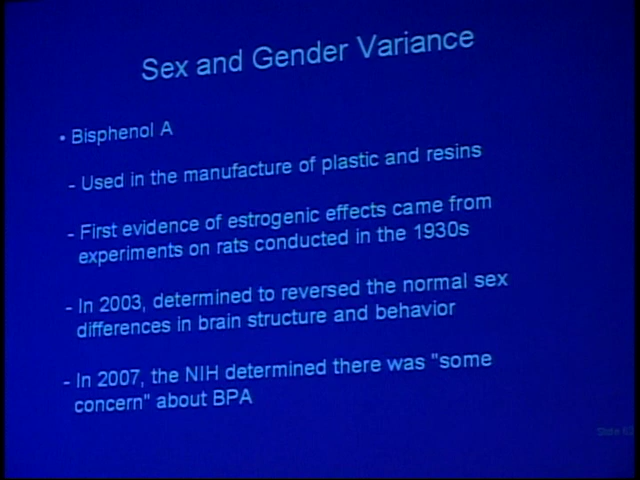 Sex and Gender Variance
• Bisphenol A
- Used in the manufacture of plastic and resins
- First evidence of estrogenic effects came from
experiments on rats conducted in the 1930s
- In 2003, determined to reversed the normal sex
differences in brain structure and behavior
- In 2007, the NIH determined there was "some
concern" about BPA
Slide